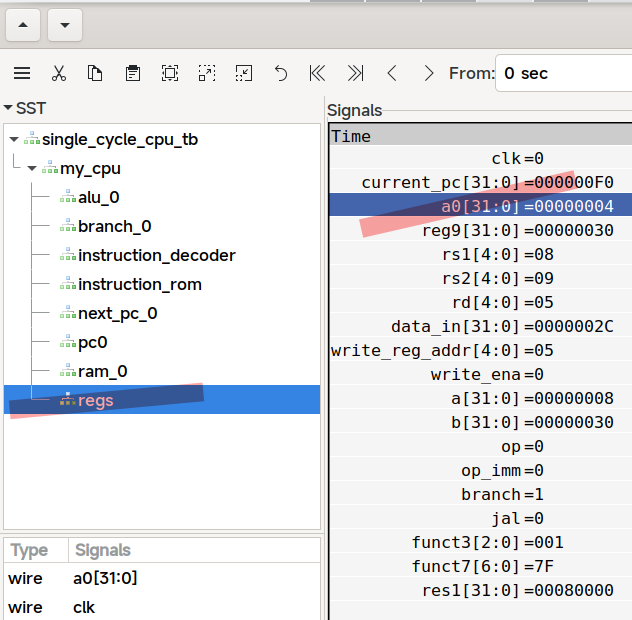 From: 0 sec
SST
single_cycle_cpu_tb
my_cpu
alu_0
branch_0
instruction_decoder
instruction_rom
next_pc_0
pc0
ram_0
regs
Type Signals
wire a0[31:0]
wire clk
Signals
Time
clk=0
current_pc[31:0]=000000F0
a0[31:0]=00000004
reg9[31:0]=00000030
rs1[4:0]=08
rs2[4:0]=09
rd[4:0]=05
data_in[31:0]=0000002C
write_reg_addr[4:0]=05
write_ena=0
a[31:0]=00000008
b[31:0]=00000030
op=0
op_imm=0
branch=1
jal=0
funct3[2:0]=001
funct7[6:0]=7F
res1[31:0]=00080000